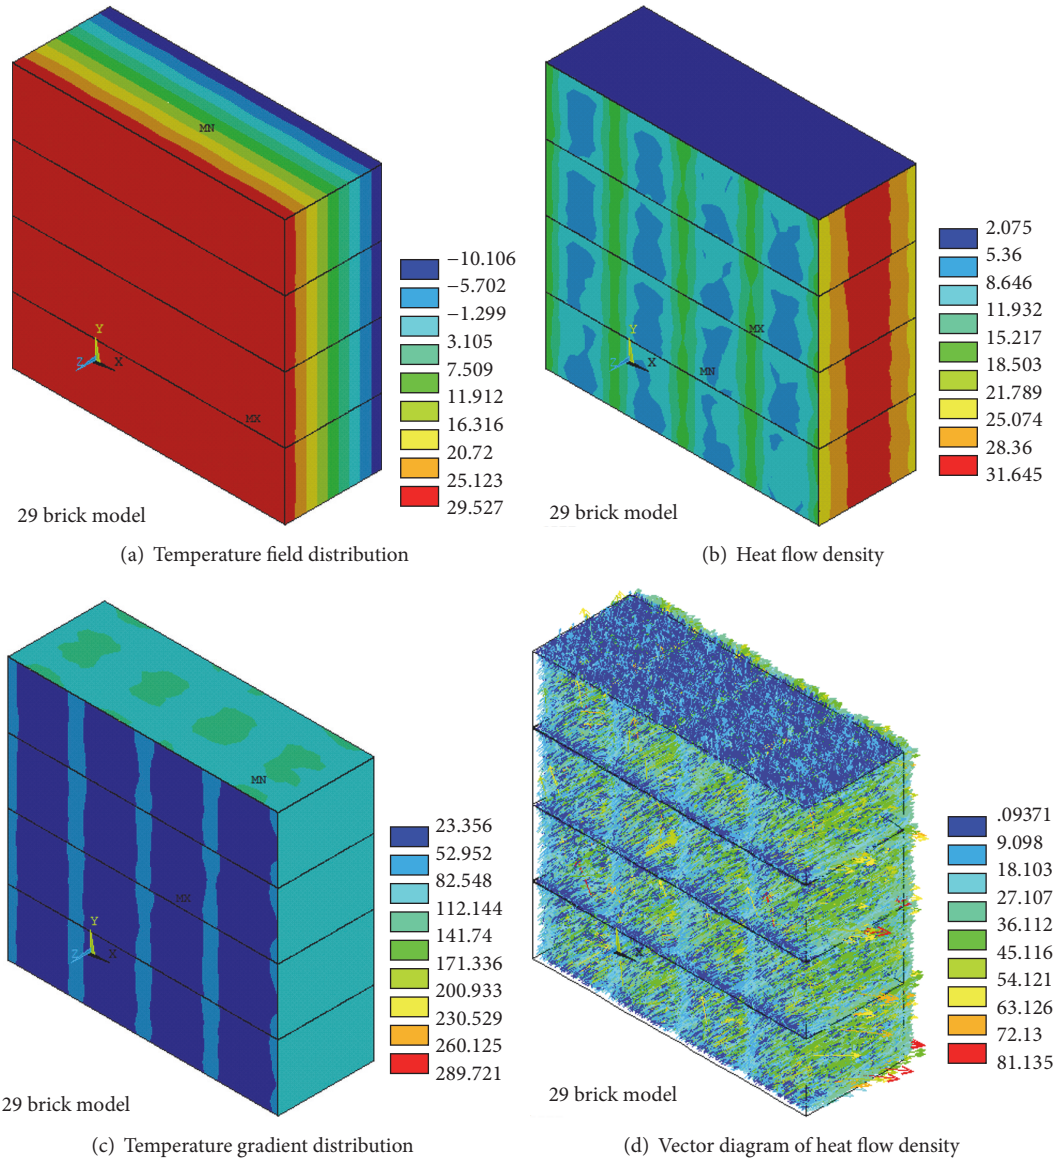 MN
−10.106
−5.702
−1.299
3.105
7.509
11.912
16.316
20.72
25.123
29.527
Y
Z X
MX
29 brick model
(a) Temperature field distribution
2.075
5.36
8.646
11.932
15.217
18.503
21.789
25.074
28.36
31.645
MX
Y
Z X
MN
29 brick model
(b) Heat flow density
MN
23.356
52.952
82.548
112.144
141.74
171.336
200.933
230.529
260.125
289.721
MX
Y
Z X
29 brick model
(c) Temperature gradient distribution
.09371
9.098
18.103
27.107
36.112
45.116
54.121
63.126
72.13
81.135
29 brick model
(d) Vector diagram of heat flow density